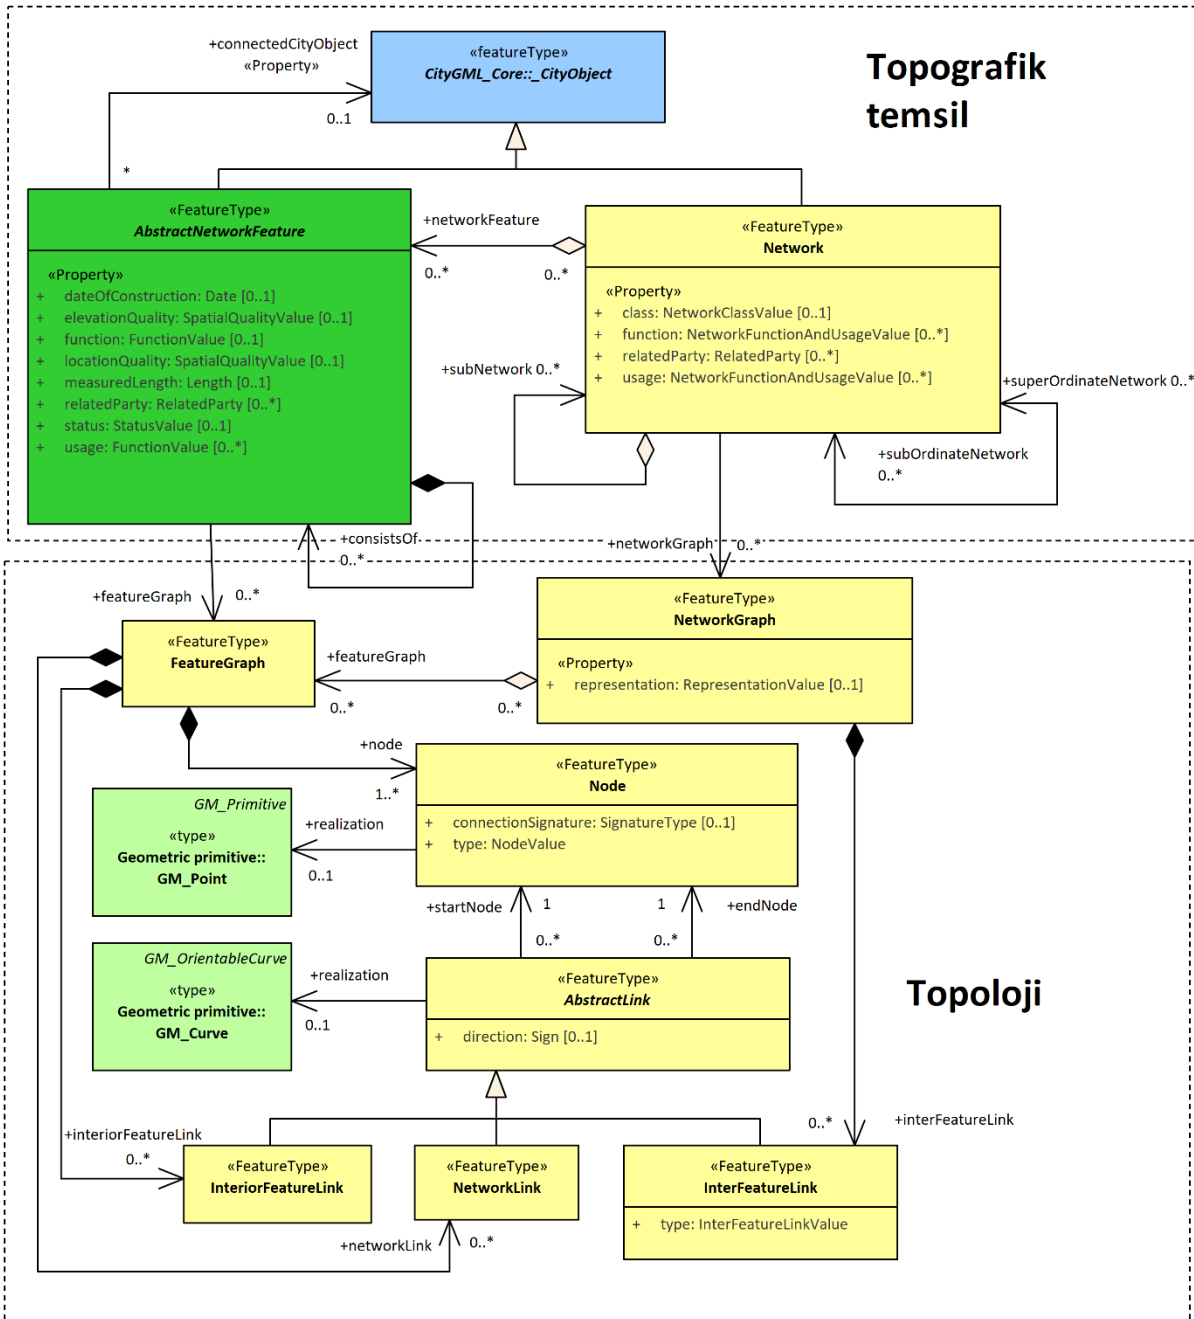 +connectedCityObject
«Property»
0..1
*
«featureType»
CityGML_Core::_CityObject
Topografik
temsil
«FeatureType»
AbstractNetworkFeature
«Property»
+ dateOfConstruction: Date [0..1]
+ elevationQuality: SpatialQualityValue [0..1]
+ function: FunctionValue [0..1]
+ locationQuality: SpatialQualityValue [0..1]
+ measuredLength: Length [0..1]
+ relatedParty: RelatedParty [0..*]
+ status: StatusValue [0..1]
+ usage: FunctionValue [0..*]
+networkFeature
0..*
0..*
«FeatureType»
Network
«Property»
+ class: NetworkClassValue [0..1]
+ function: NetworkFunctionAndUsageValue [0..*]
+ relatedParty: RelatedParty [0..*]
+ usage: NetworkFunctionAndUsageValue [0..*]
+subNetwork 0..*
+superOrdinateNetwork 0..*
+subOrdinateNetwork
0..*
+consistsOf
0..*
+networkGraph
0..*
+featureGraph
0..*
«FeatureType»
FeatureGraph
+featureGraph
0..*
0..*
«FeatureType»
NetworkGraph
«Property»
+ representation: RepresentationValue [0..1]
+node
1..*
«FeatureType»
Node
+ connectionSignature: SignatureType [0..1]
+ type: NodeValue
GM_Primitive
«type»
Geometric primitive::
GM_Point
+realization
0..1
+startNode
1
0..*
1
0..*
+endNode
GM_OrientableCurve
«type»
Geometric primitive::
GM_Curve
+realization
0..1
«FeatureType»
AbstractLink
+ direction: Sign [0..1]
Topoloji
+interiorFeatureLink
0..*
0..*
+interFeatureLink
«FeatureType»
InteriorFeatureLink
«FeatureType»
NetworkLink
«FeatureType»
InterFeatureLink
+ type: InterFeatureLinkValue
+networkLink
0..*